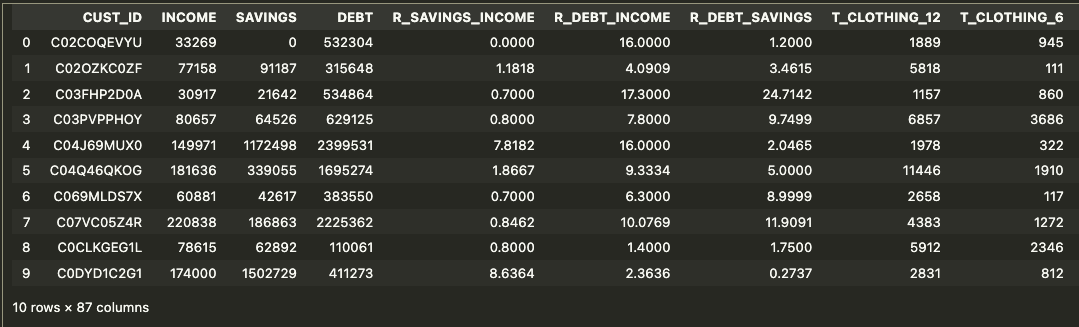 CUST_ID INCOME SAVINGS DEBT R_SAVINGS_INCOME R_DEBT_INCOME R_DEBT_SAVINGS T_CLOTHING_12 T_CLOTHING_6
0 C02COQEVYU 33269 0 532304 0.0000 16.0000 1.2000 1889 945
1 C02OZKC0ZF 77158 91187 315648 1.1818 4.0909 3.4615 5818 111
2 C03FHP2D0A 30917 21642 534864 0.7000 17.3000 24.7142 1157 860
3 C03PVPPHOY 80657 64526 629125 0.8000 7.8000 9.7499 6857 3686
4 C04J69MUX0 149971 1172498 2399531 7.8182 16.0000 2.0465 1978 322
5 C04Q46QKOG 181636 339055 1695274 1.8667 9.3334 5.0000 11446 1910
6 C069MLDS7X 60881 42617 383550 0.7000 6.3000 8.9999 2658 117
7 C07VC05Z4R 220838 186863 2225362 0.8462 10.0769 11.9091 4383 1272
8 C0CLKGEG1L 78615 62892 110061 0.8000 1.4000 1.7500 5912 2346
9 C0DYD1C2G1 174000 1502729 411273 8.6364 2.3636 0.2737 2831 812
10 rows × 87 columns